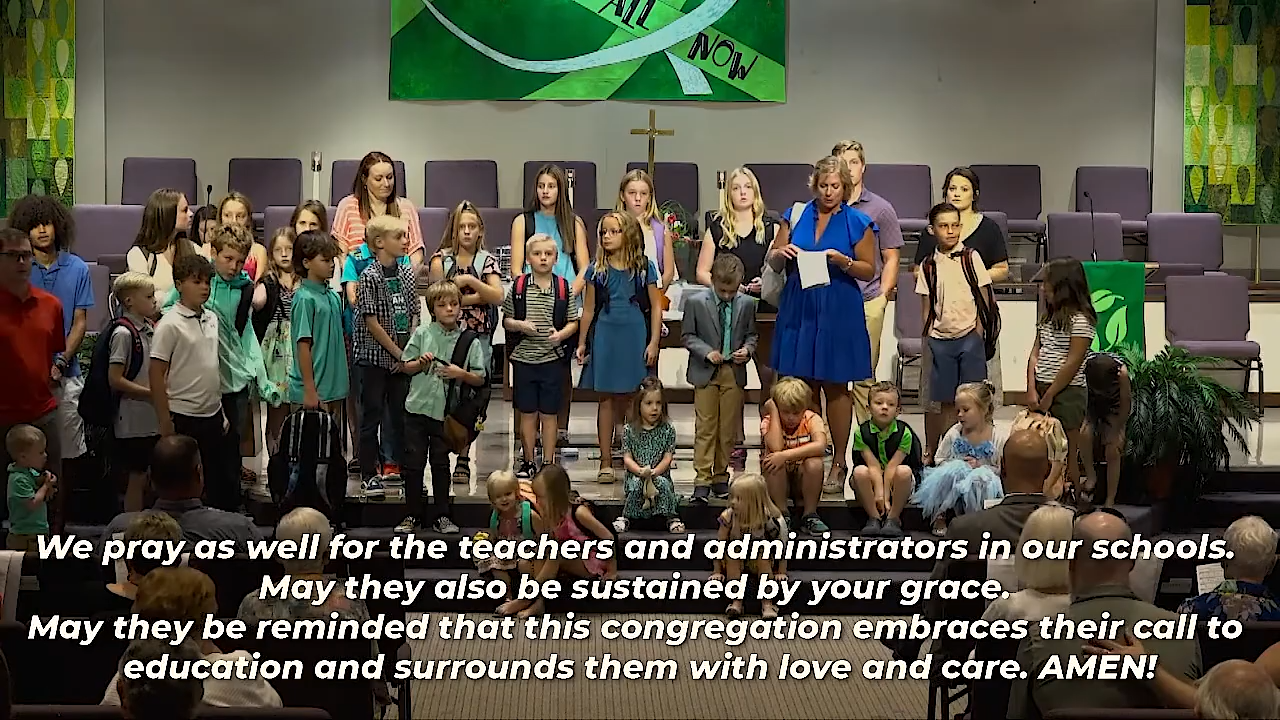 ALL
NOW
We pray as well for the teachers and administrators in our schools.
May they also be sustained by your grace.
May they be reminded that this congregation embraces their call to
education and surrounds them with love and care. AMEN!